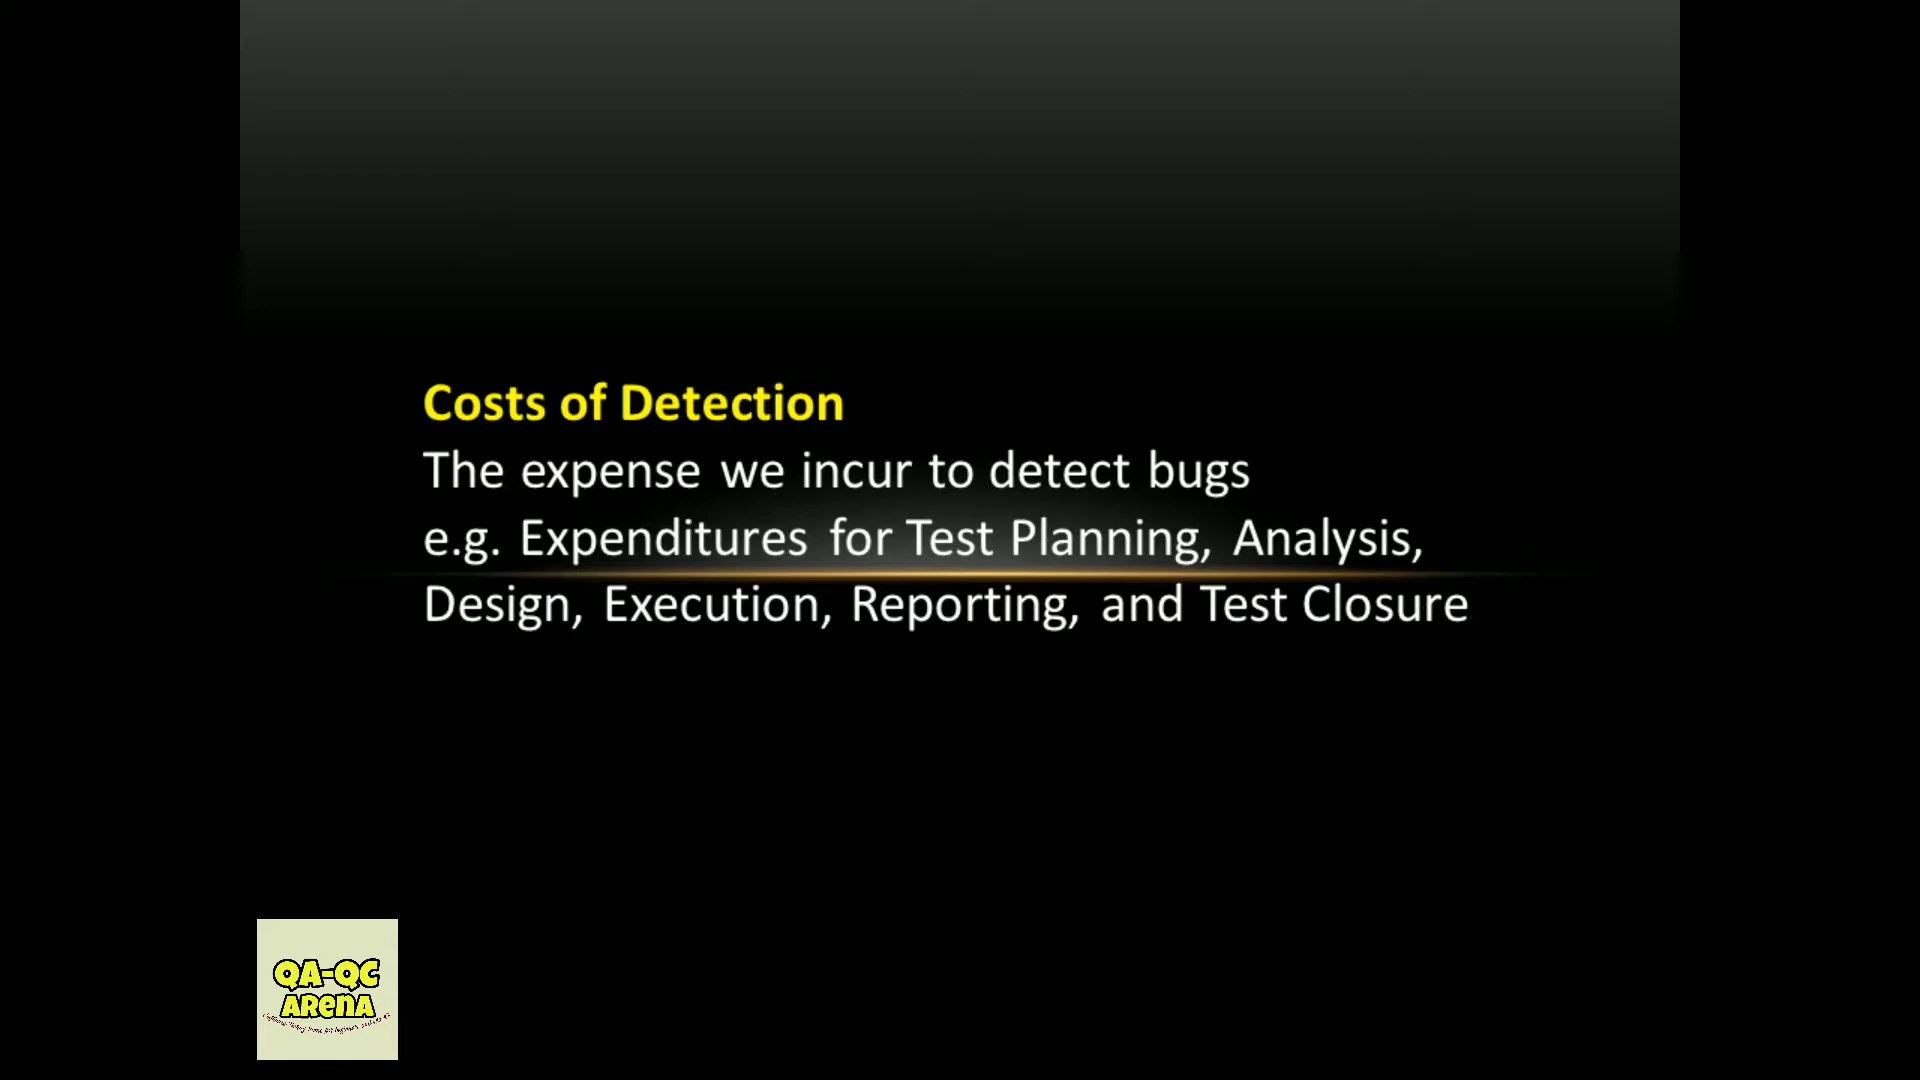 Costs of Detection
The expense we incur to detect bugs
e.g. Expenditures for Test Planning, Analysis,
Design, Execution, Reporting, and Test Closure
QA-QC
ARenA